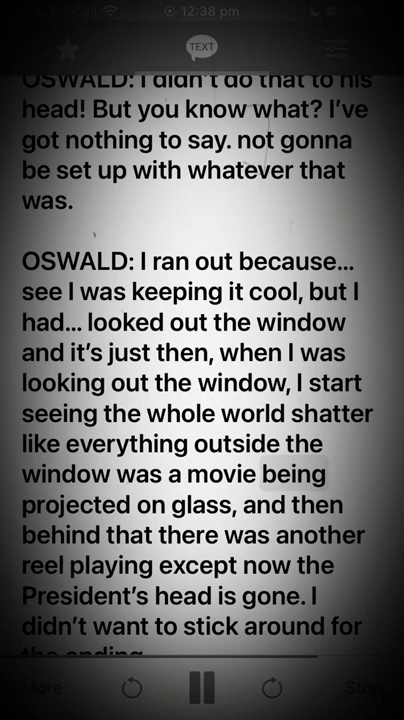 12:38 pm
TEXT
OSWALD: I didn't do that to his
head! But you know what? I've
got nothing to say. not gonna
be set up with whatever that
was.
OSWALD: I ran out because...
see I was keeping it cool, but I
had... looked out the window
and it's just then, when I was
looking out the window, I start
seeing the whole world shatter
like everything outside the
window was a movie being
projected on glass, and then
behind that there was another
reel playing except now the
President's head is gone. I
didn't want to stick around for
the ending
More
Stop